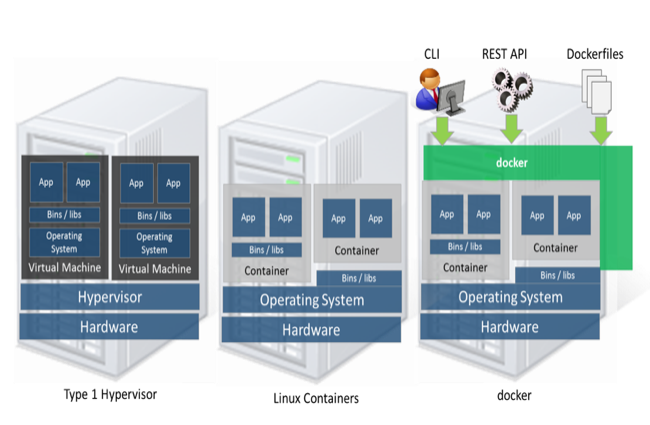 CLI REST API Dockerfiles
docker
App App App App
Bins / libs Bins / libs
Operating System Operating System
Virtual Machine Virtual Machine
Hypervisor
Hardware
Type 1 Hypervisor
App App App App
Bins / libs
Container Container
Bins / libs
Operating System
Hardware
Linux Containers
App App App App
Bins / libs
Container Container
Bins / libs
Operating System
Hardware
docker